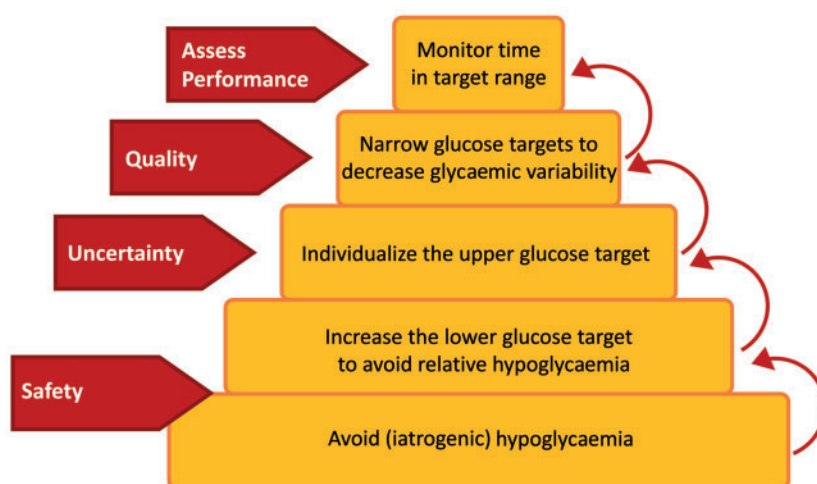 Assess
Performance
Monitor time
in target range
Quality
Narrow glucose targets to
decrease glycaemic variability
Uncertainty
Individualize the upper glucose target
Increase the lower glucose target
to avoid relative hypoglycaemia
Safety
Avoid (iatrogenic) hypoglycaemia